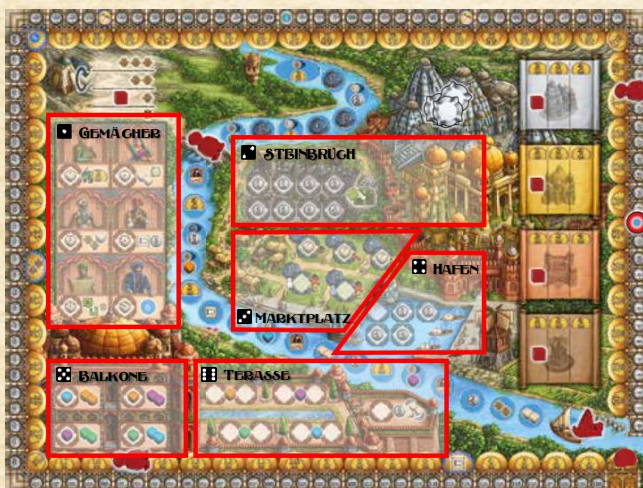 GEMÄCHER
STEINBRUCH
HAFEN
MARKTPLATZ
BALKONE
TERASSE